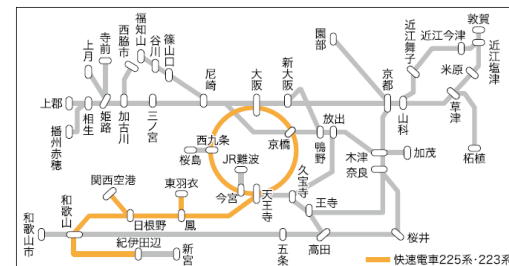 敦賀
福知山
寺前
園部
近江舞子
近江今津
近江塩津
上月
西脇市
谷川
篠山口
尼崎
大阪
新大阪
京都
米原
上郡
相生
姫路
加古川
三ノ宮
山科
草津
播州赤穂
西九条
京橋
放出
鴫野
柘植
桜島
JR難波
木津
加茂
奈良
関西空港
東羽衣
今宮
天王寺
久宝寺
和歌山
王寺
和歌山市
日根野
鳳
紀伊田辺
新宮
五条
高田
桜井
快速電車225系・223系